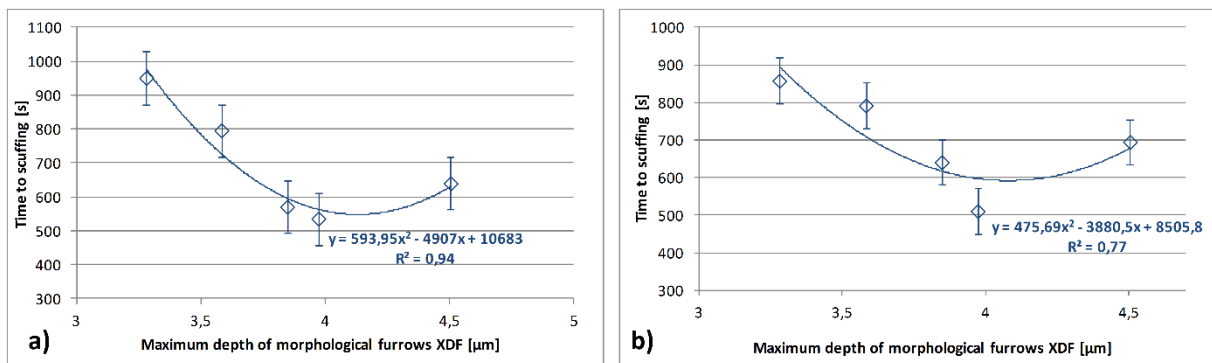 1100
1000
900
800
700
600
500
400
300
Time to scuffing [s]
y = 593,95x² - 4907x + 10683
R² = 0,94
3
3,5
4
4,5
5
a)
Maximum depth of morphological furrows XDF [µm]
1000
900
800
700
600
500
400
300
Time to scuffing [s]
y = 475,69x² - 3880,5x + 8505,8
R² = 0,77
3
3,5
4
4,5
b)
Maximum depth of morphological furrows XDF [µm]